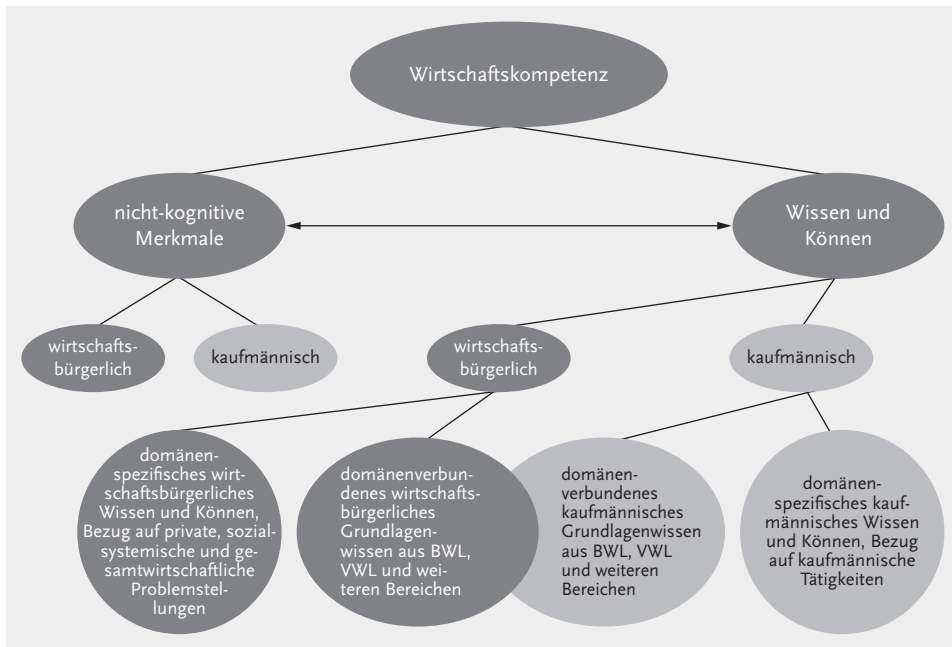 Wirtschaftskompetenz
nicht-kognitive
Merkmale
Wissen und
Können
wirtschafts-
bürgerlich
kaufmännisch
wirtschafts-
bürgerlich
kaufmännisch
domänen-
spezifisches wirt-
schaftsbürgerliches
Wissen und Können,
Bezug auf private, sozial-
systemische und ge-
samtwirtschaftliche
Problemstel-
lungen
domänenverbun-
denes wirtschafts-
bürgerliches
Grundlagen-
wissen aus BWL,
VWL und wei-
teren Bereichen
domänen-
verbundenes
kaufmännisches
Grundlagenwissen
aus BWL, VWL
und weiteren
Bereichen
domänen-
spezifisches kauf-
männisches Wissen
und Können, Bezug
auf kaufmännische
Tätigkeiten